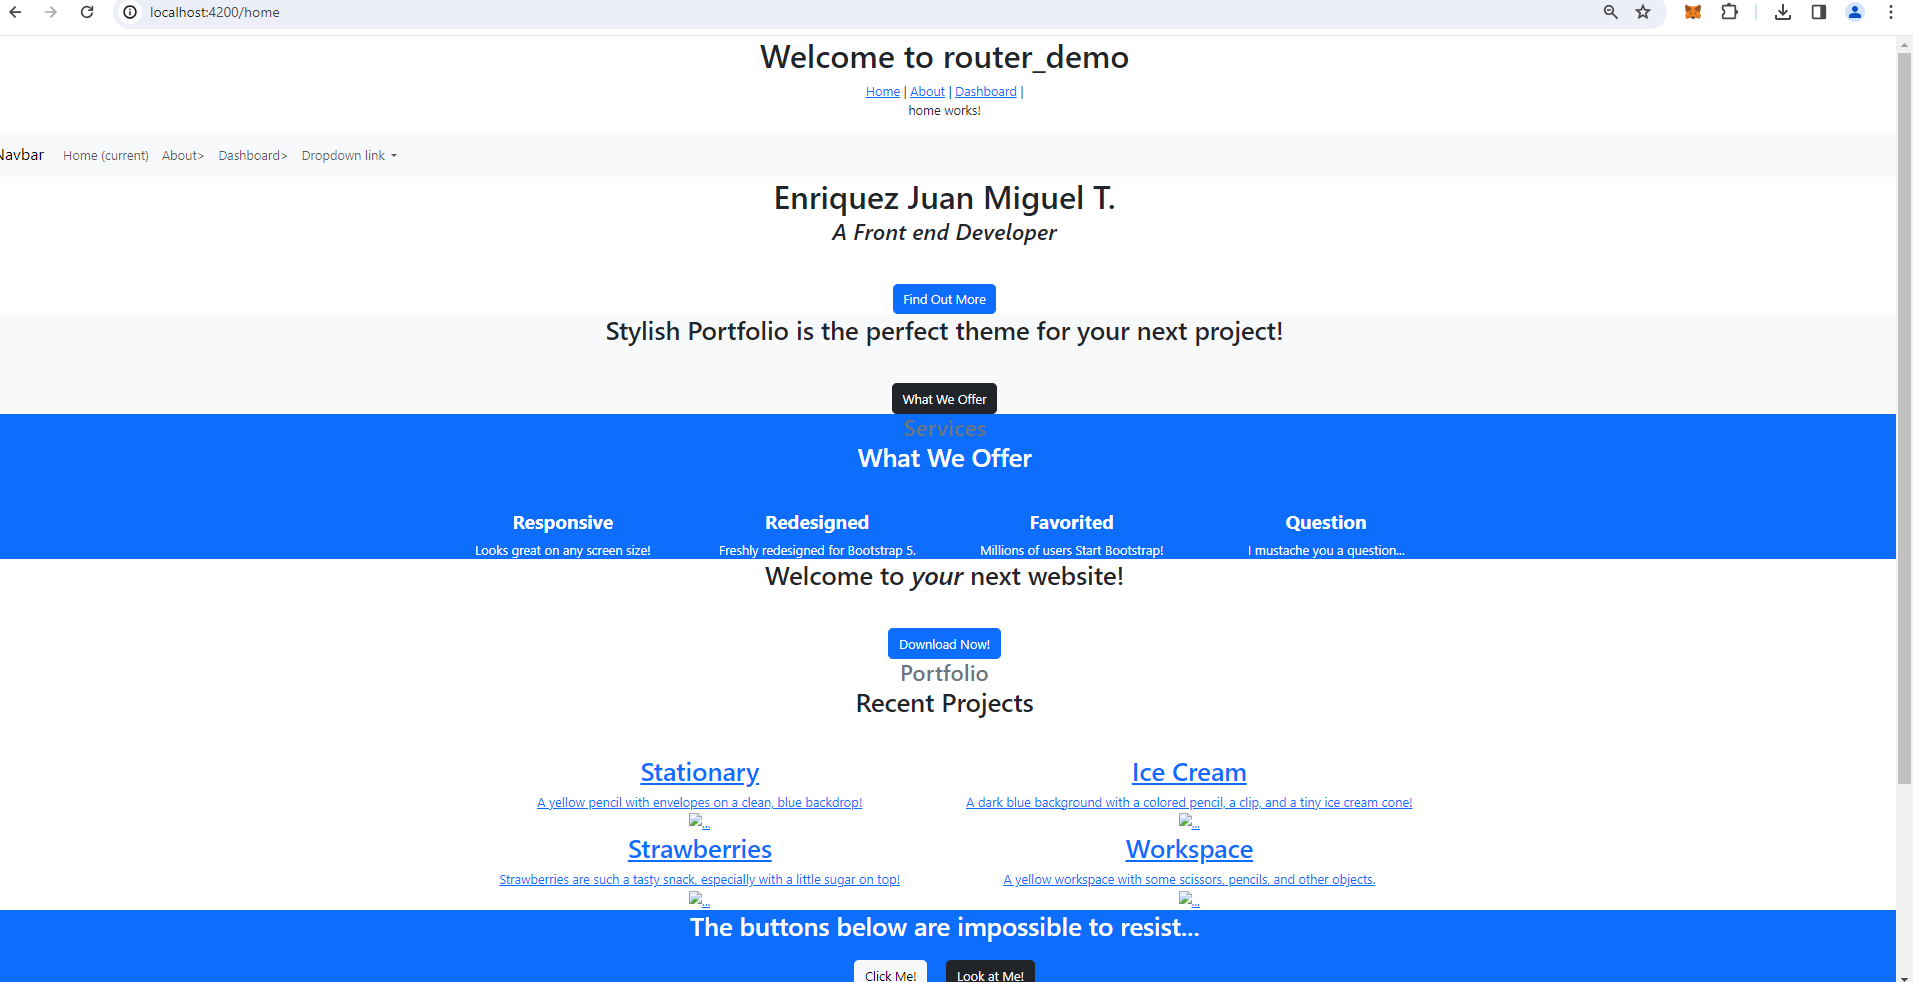 localhost:4200/home
Welcome to router_demo
Home | About | Dashboard |
home works!
Navbar Home (current) About> Dashboard> Dropdown link
Enriquez Juan Miguel T.
A Front end Developer
Find Out More
Stylish Portfolio is the perfect theme for your next project!
What We Offer
Services
What We Offer
Responsive Redesigned Favorited Question
Looks great on any screen size! Freshly redesigned for Bootstrap 5. Millions of users Start Bootstrap! I mustache you a question...
Welcome to your next website!
Download Now!
Portfolio
Recent Projects
Stationary Ice Cream
A yellow pencil with envelopes on a clean, blue backdrop! A dark blue background with a colored pencil, a clip, and a tiny ice cream cone!
... ...
Strawberries Workspace
Strawberries are such a tasty snack, especially with a little sugar on top! A yellow workspace with some scissors, pencils, and other objects.
... ...
The buttons below are impossible to resist...
Click Me! Look at Me!